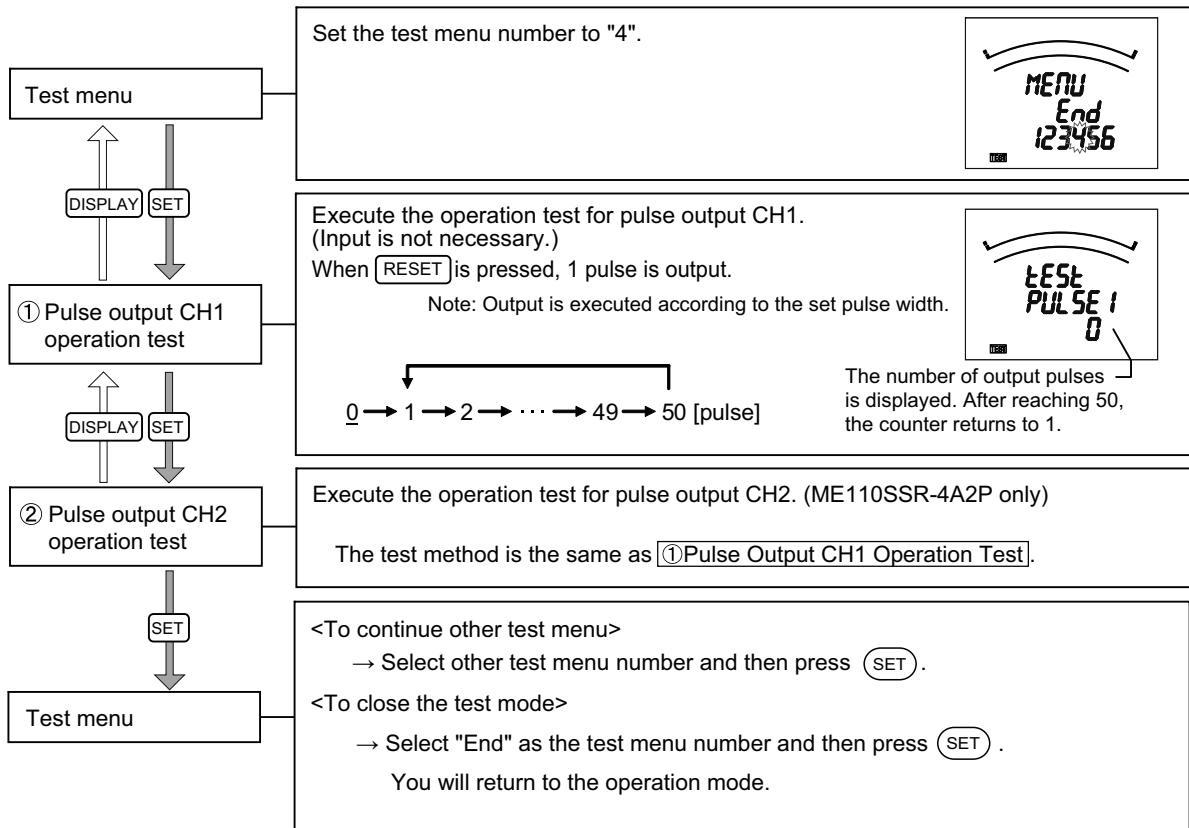 Set the test menu number to "4".
Test menu
MENU
End
123456
TEST
DISPLAY SET
Execute the operation test for pulse output CH1.
(Input is not necessary.)
When RESET is pressed, 1 pulse is output.
Note: Output is executed according to the set pulse width.
① Pulse output CH1
operation test
tESt
PULSE 1
0
TEST
The number of output pulses
is displayed. After reaching 50,
the counter returns to 1.
0 → 1 → 2 → ··· → 49 → 50 [pulse]
DISPLAY SET
Execute the operation test for pulse output CH2. (ME110SSR-4A2P only)
② Pulse output CH2
operation test
The test method is the same as ①Pulse Output CH1 Operation Test.
SET
<To continue other test menu>
→ Select other test menu number and then press SET.
<To close the test mode>
Test menu
→ Select "End" as the test menu number and then press SET .
You will return to the operation mode.